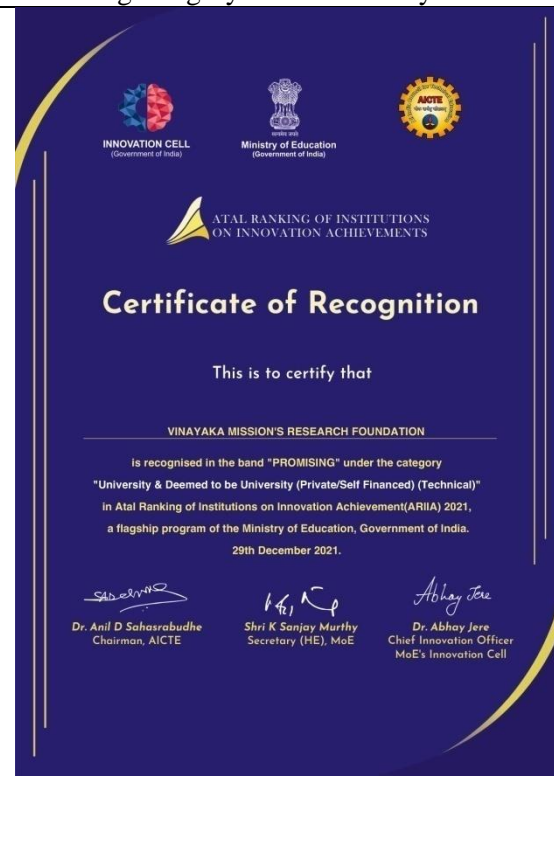 INNOVATION CELL
(Government of India)
सत्यमेव जयते
Ministry of Education
(Government of India)
AICTE
ATAL RANKING OF INSTITUTIONS
ON INNOVATION ACHIEVEMENTS
Certificate of Recognition
This is to certify that
VINAYAKA MISSION'S RESEARCH FOUNDATION
is recognised in the band "PROMISING" under the category
"University & Deemed to be University (Private/Self Financed) (Technical)"
in Atal Ranking of Institutions on Innovation Achievement(ARIIA) 2021,
a flagship program of the Ministry of Education, Government of India.
29th December 2021.
Abhay Jere
Dr. Anil D Sahasrabudhe
Chairman, AICTE
Shri K Sanjay Murthy
Secretary (HE), MoE
Dr. Abhay Jere
Chief Innovation Officer
MoE's Innovation Cell